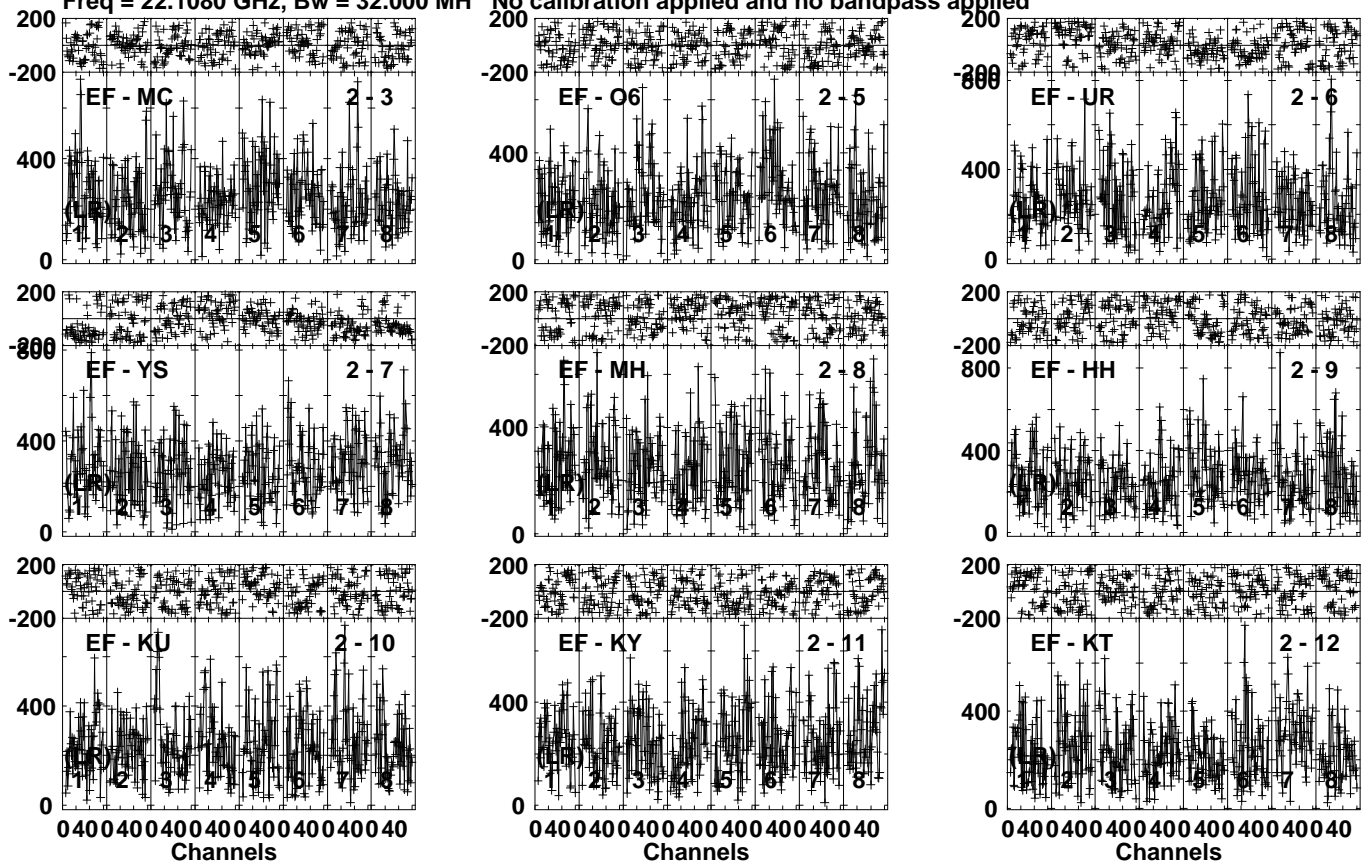 Freq = 22.1080 GHz, Bw = 32.000 MH No calibration applied and no bandpass applied
200 200 200
-200 -200 -200
800
EF - MC 2 - 3 EF - O6 2 - 5 EF - UR 2 - 6
400 400 400
(LR) (LR) (LR)
1 2 3 4 5 6 7 8 1 2 3 4 5 6 7 8 1 2 3 4 5 6 7 8
0 0 0
200 200 200
-200 -200 -200
800 800
EF - YS 2 - 7 EF - MH 2 - 8 EF - HH 2 - 9
400 400 400
(LR) (LR) (LR)
1 2 3 4 5 6 7 8 1 2 3 4 5 6 7 8 1 2 3 4 5 6 7 8
0 0 0
200 200 200
-200 -200 -200
EF - KU 2 - 10 EF - KY 2 - 11 EF - KT 2 - 12
400 400 400
(LR) (LR) (LR)
1 2 3 4 5 6 7 8 1 2 3 4 5 6 7 8 1 2 3 4 5 6 7 8
0 0 0
0 40 0 40 0 40 0 40 0 40 0 40 0 40 0 40 0 40 0 40 0 40 0 40 0 40 0 40 0 40 0 40 0 40 0 40 0 40 0 40 0 40 0 40 0 40 0 40
Channels Channels Channels